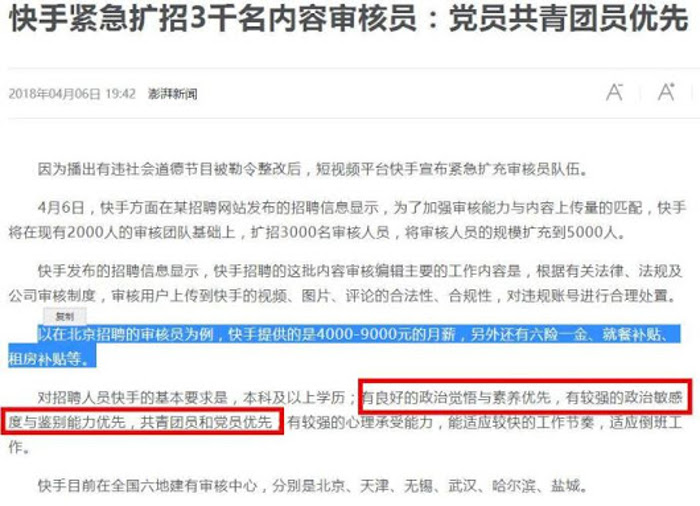 快手紧急扩招3千名内容审核员：党员共青团员优先
2018年04月06日 19:42 澎湃新闻 A- A+
因为播出有违社会道德节目被勒令整改后，短视频平台快手宣布紧急扩充审核员队伍。
4月6日，快手方面在某招聘网站发布的招聘信息显示，为了加强审核能力与内容上传量的匹配，快手
将在现有2000人的审核团队基础上，扩招3000名审核人员，将审核人员的规模扩充到5000人。
快手发布的招聘信息显示，快手招聘的这批内容审核编辑主要的工作内容是，根据有关法律、法规及
公司审核制度，审核用户上传到快手的视频、图片、评论的合法性、合规性，对违规账号进行合理处置。
复制
以在北京招聘的审核员为例，快手提供的是4000-9000元的月薪，另外还有六险一金、就餐补贴、
租房补贴等。
对招聘人员快手的基本要求是，本科及以上学历；有良好的政治觉悟与素养优先，有较强的政治敏感
度与鉴别能力优先，共青团员和党员优先，有较强的心理承受能力，能适应较快的工作节奏，适应倒班工
作。
快手目前在全国六地建有审核中心，分别是北京、天津、无锡、武汉、哈尔滨、盐城。